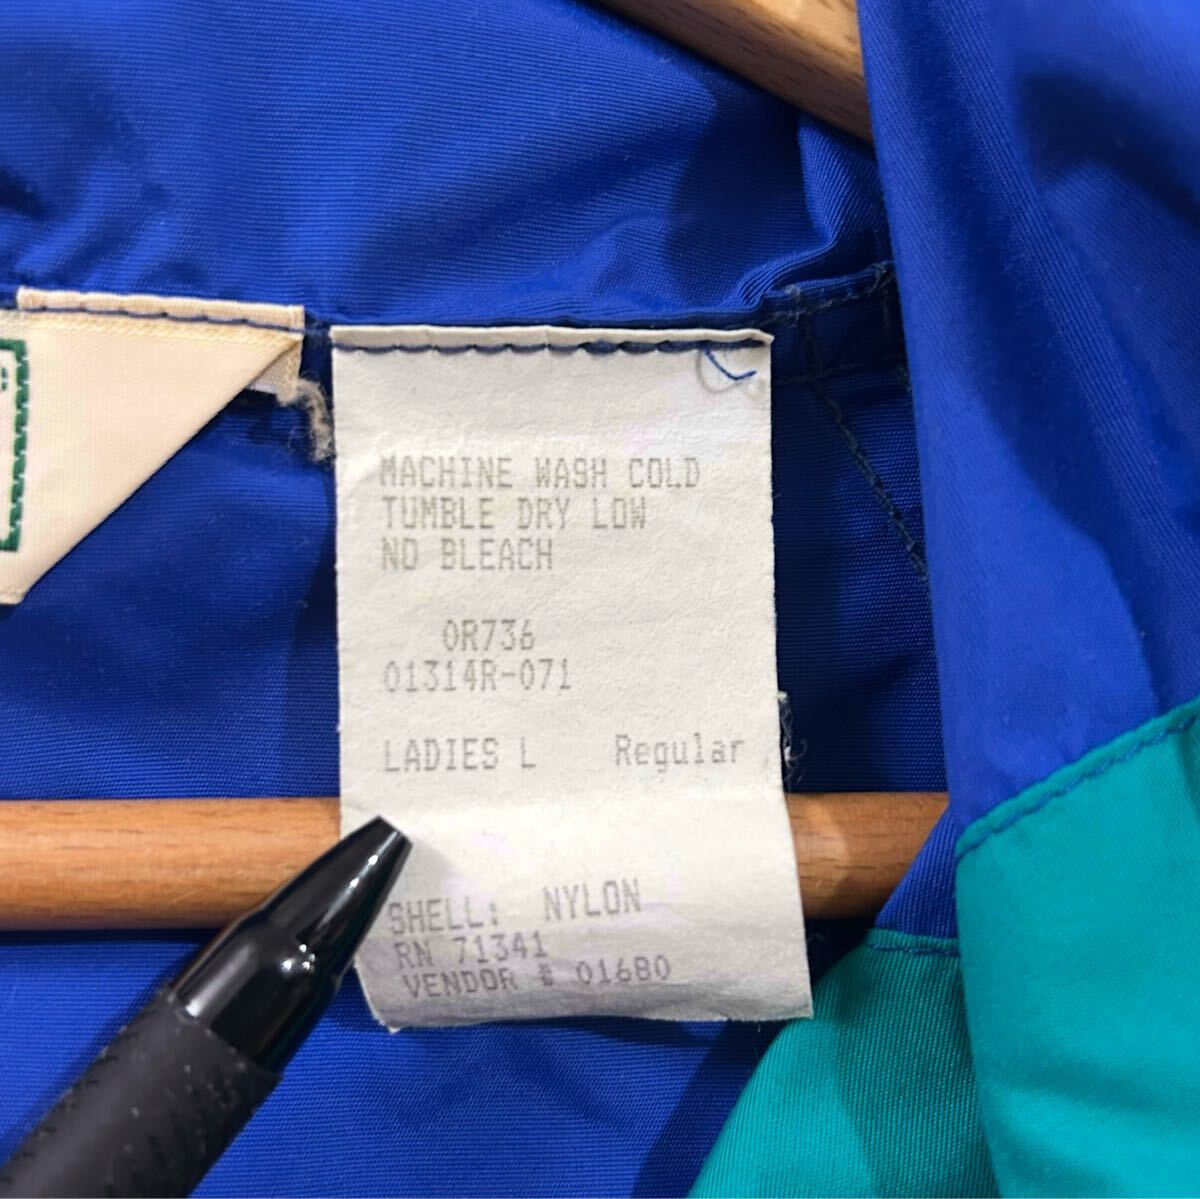 MACHINE WASH COLD
TUMBLE DRY LOW
NO BLEACH
0R736
01314R-071
LADIES L Regular
SHELL: NYLON
RN 71341
VENDOR # 01680